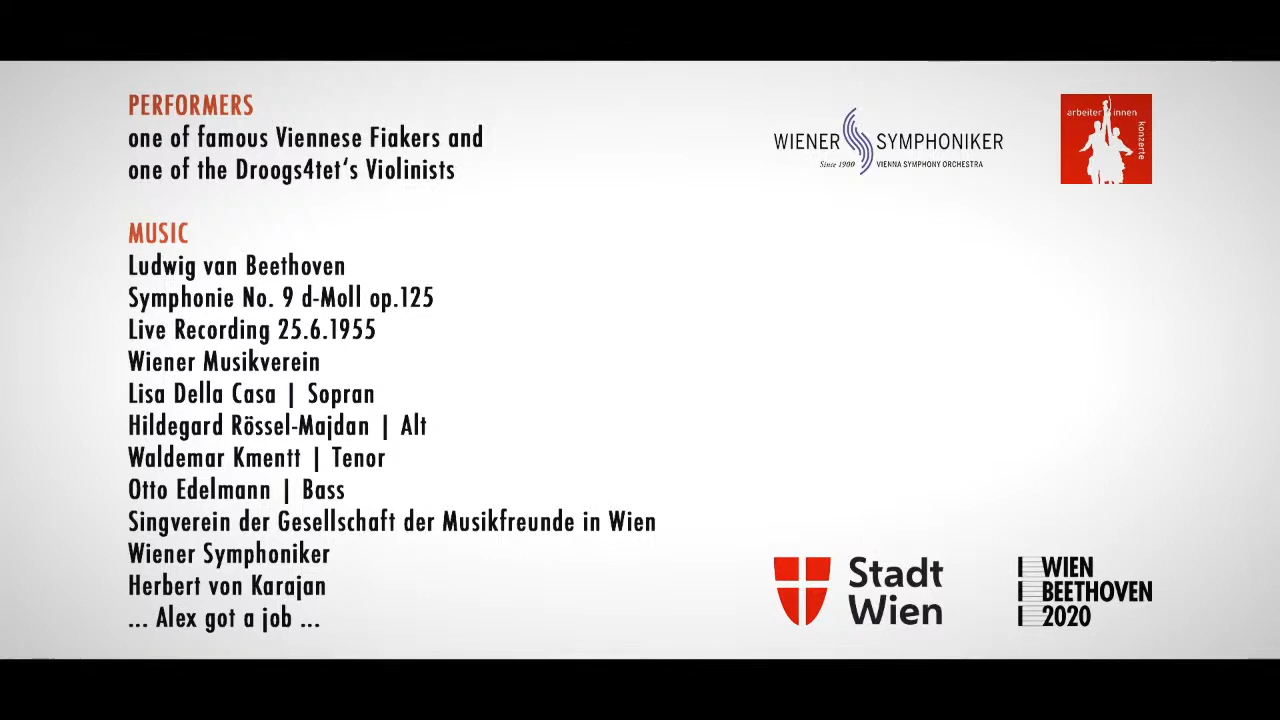 PERFORMERS
one of famous Viennese Fiakers and
one of the Droogs4tet‘s Violinists
MUSIC
Ludwig van Beethoven
Symphonie No. 9 d-Moll op.125
Live Recording 25.6.1955
Wiener Musikverein
Lisa Della Casa | Sopran
Hildegard Rössel-Majdan | Alt
Waldemar Kmentt | Tenor
Otto Edelmann | Bass
Singverein der Gesellschaft der Musikfreunde in Wien
Wiener Symphoniker
Herbert von Karajan
... Alex got a job ...
WIENER SYMPHONIKER
Since 1900 VIENNA SYMPHONY ORCHESTRA
arbeiter innen
konzerte
Stadt
Wien
WIEN
BEETHOVEN
2020